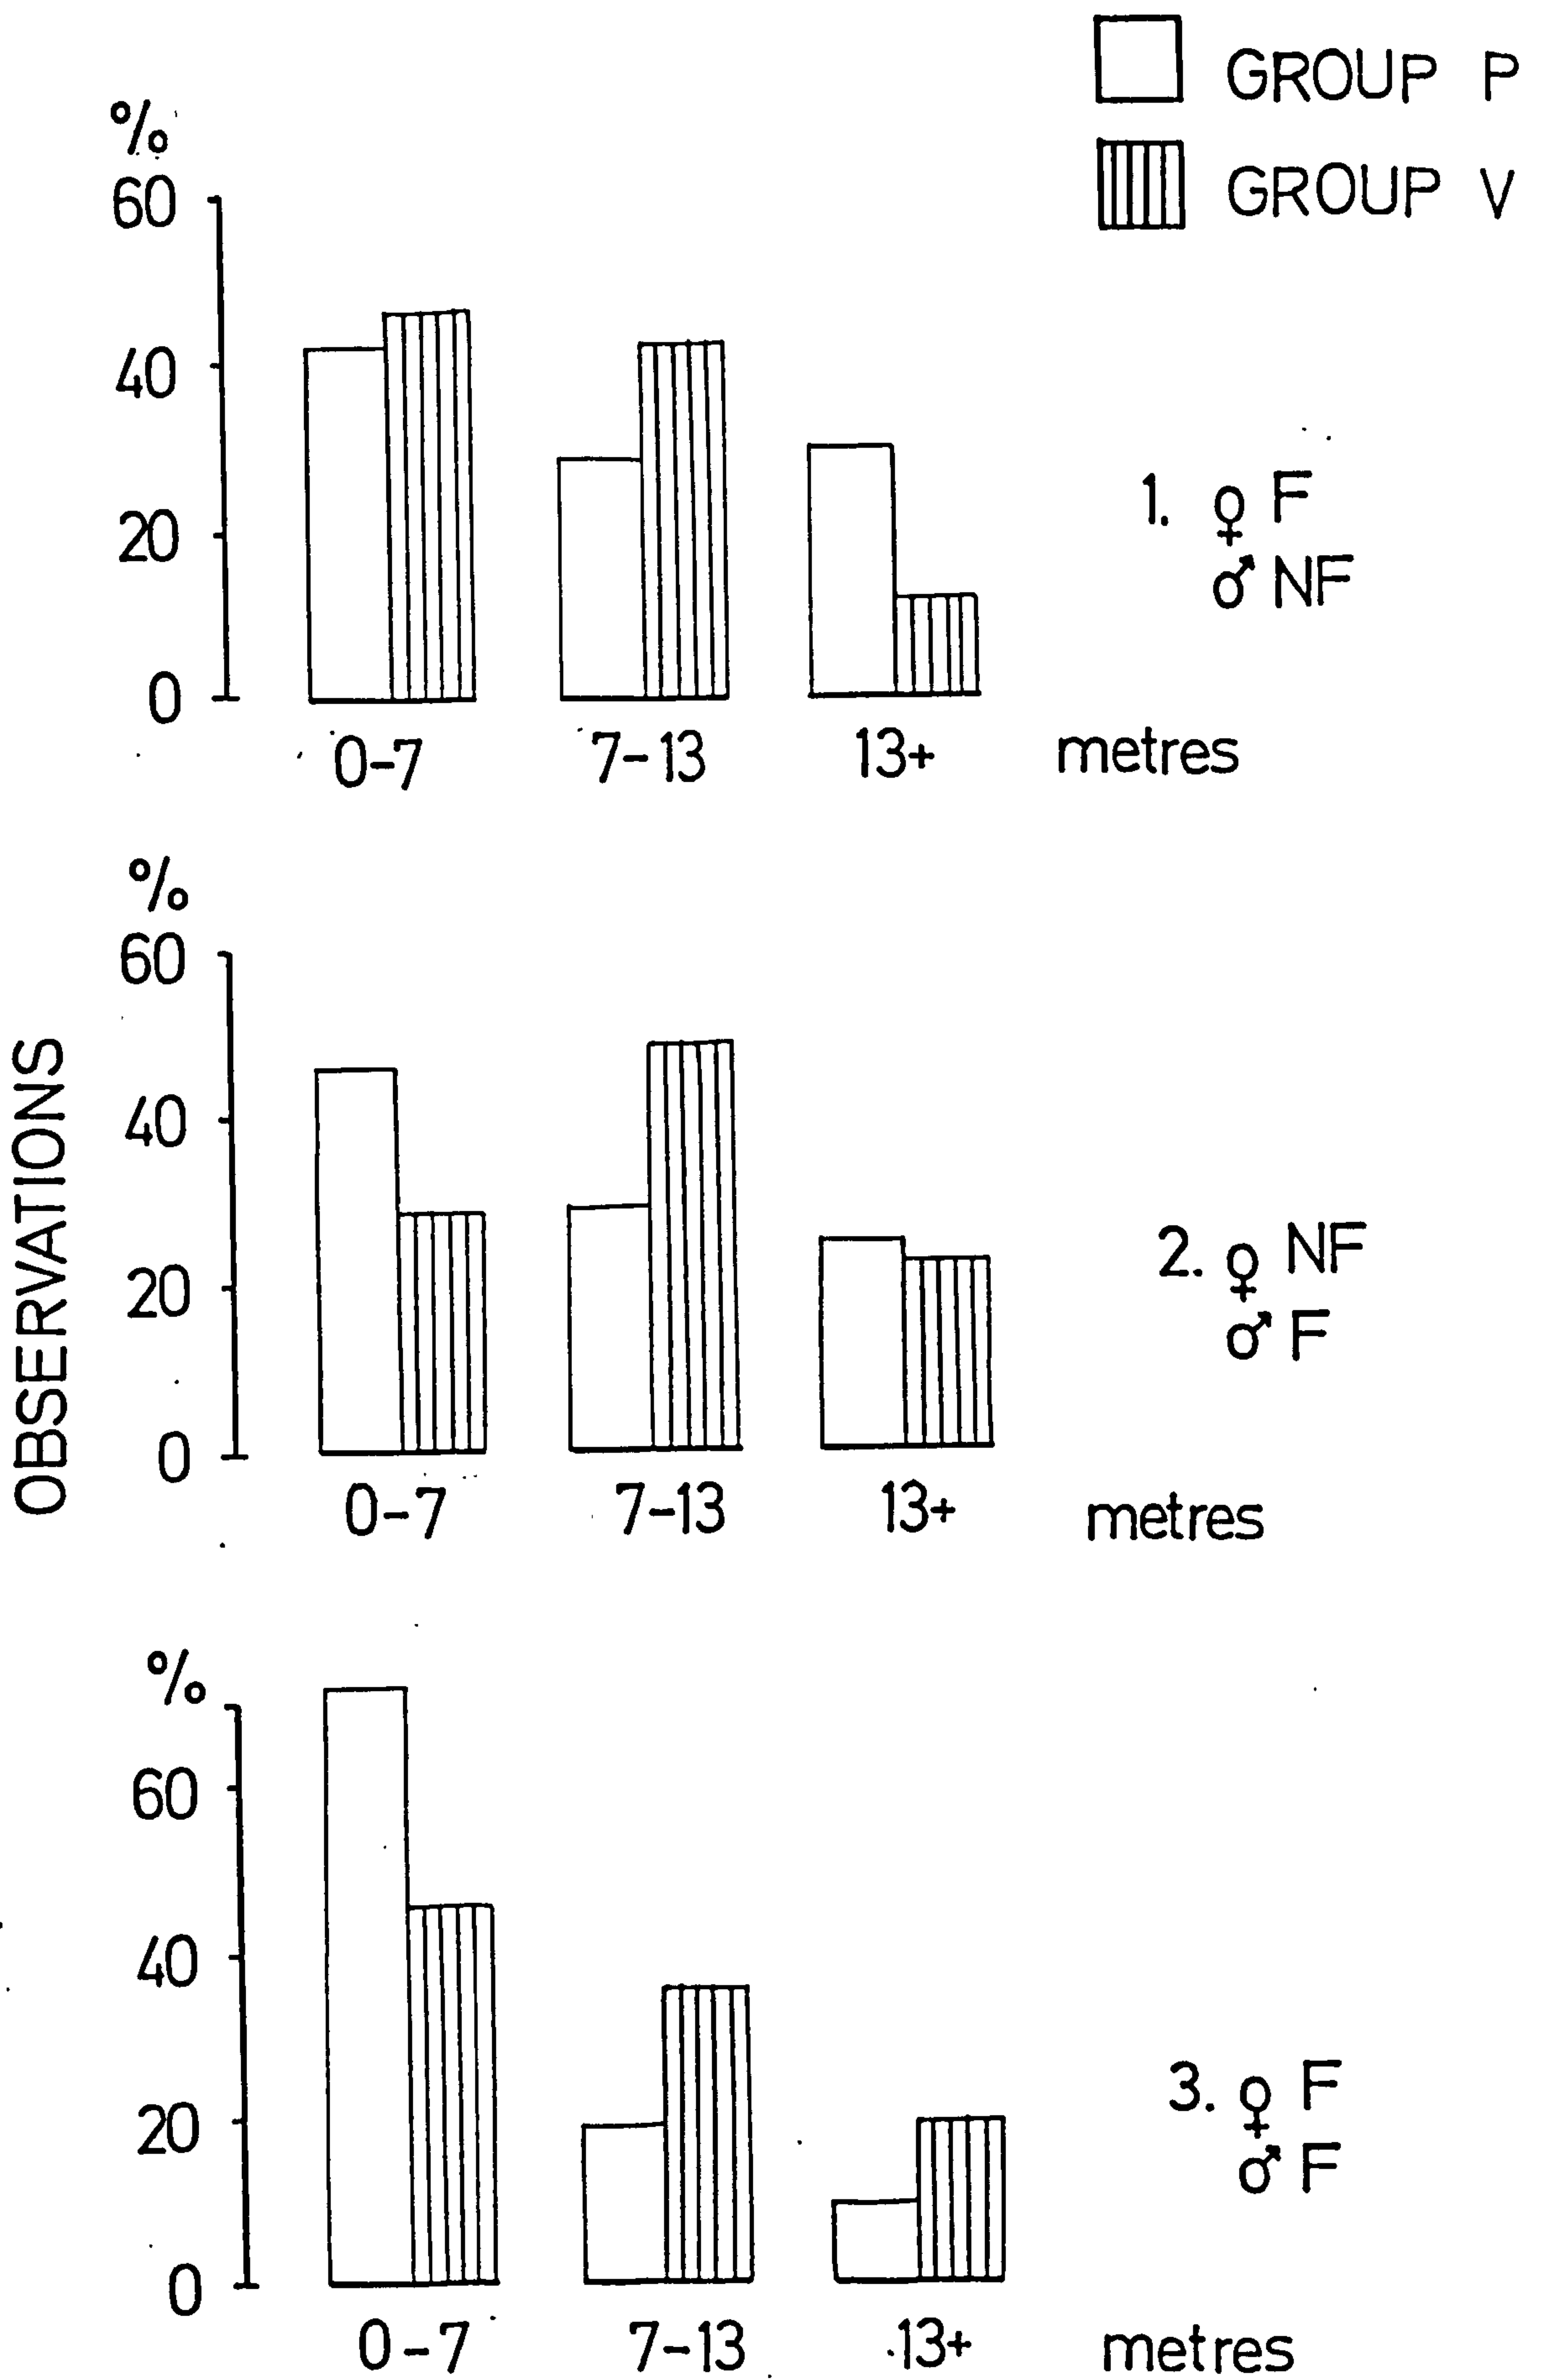 GROUP P
GROUP V
%
60
40
20
0
0-7 7-13 13+ metres
1. ♀ F
♂ NF
OBSERVATIONS
%
60
40
20
0
0-7 7-13 13+ metres
2. ♀ NF
♂ F
%
60
40
20
0
0-7 7-13 13+ metres
3. ♀ F
♂ F